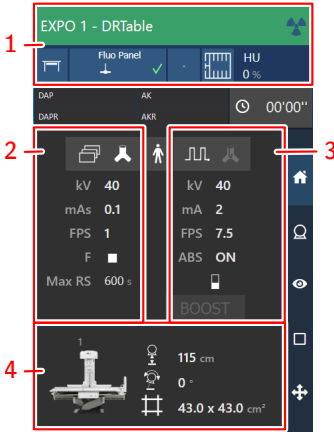 EXPO 1 - DRTable
1
Fluo Panel
-
HU
0 %
DAP
AK
00'00''
DAPR
AKR
2
3
kV 40
mAs 0.1
FPS 1
F
Max RS 600 s
kV 40
mA 2
FPS 7.5
ABS ON
BOOST
4
1
115 cm
0 °
43.0 x 43.0 cm²